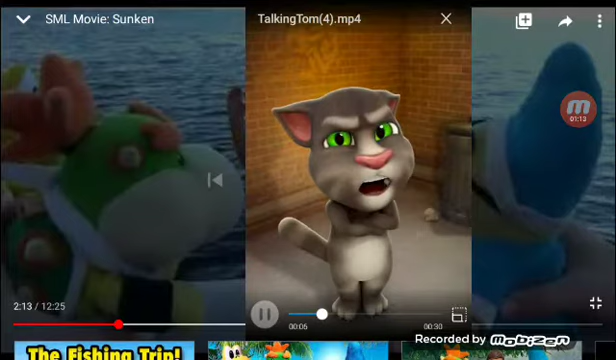 SML Movie: Sunken
TalkingTom(4).mp4
01:13
2:13 / 12:25
00:06
00:30
Recorded by MOBIZEN
The Fishing Trip!